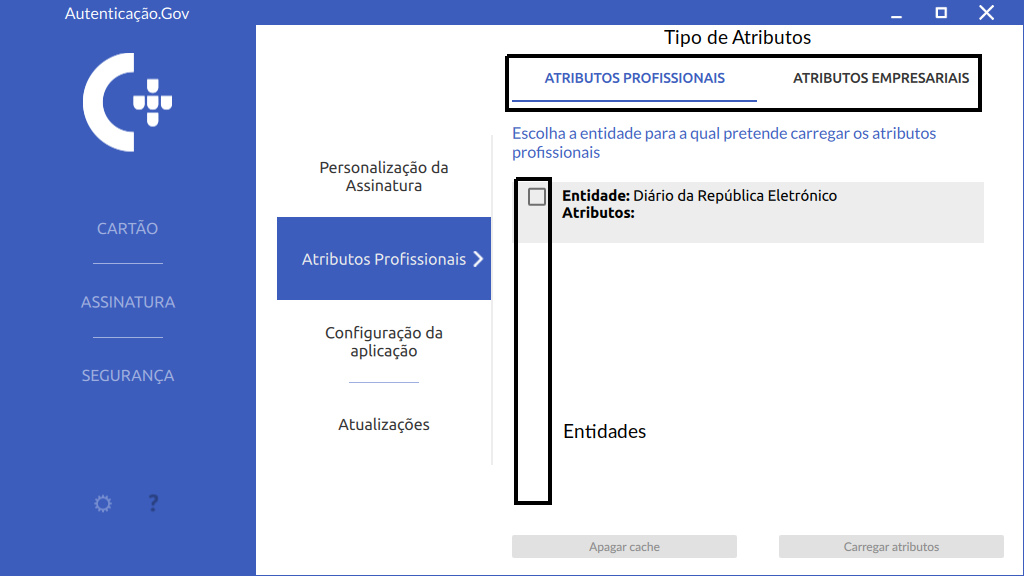 Autenticação.Gov
CARTÃO
ASSINATURA
SEGURANÇA
?
Personalização da
Assinatura
Atributos Profissionais
Configuração da
aplicação
Atualizações
Tipo de Atributos
ATRIBUTOS PROFISSIONAIS
ATRIBUTOS EMPRESARIAIS
Escolha a entidade para a qual pretende carregar os atributos
profissionais
Entidade: Diário da República Eletrónico
Atributos:
Entidades
Apagar cache
Carregar atributos